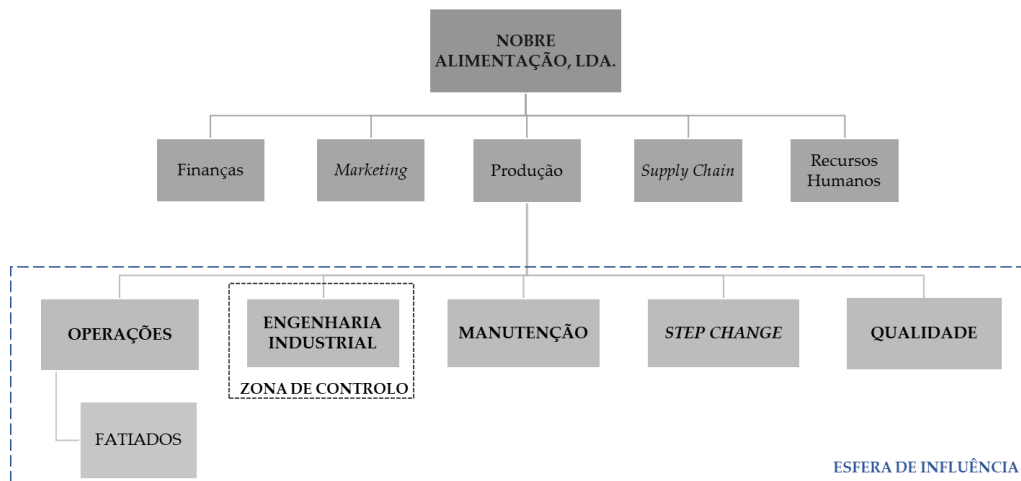 NOBRE
ALIMENTAÇÃO, LDA.
Finanças
Marketing
Produção
Supply Chain
Recursos
Humanos
OPERAÇÕES
ENGENHARIA
INDUSTRIAL
MANUTENÇÃO
STEP CHANGE
QUALIDADE
ZONA DE CONTROLO
FATIADOS
ESFERA DE INFLUÊNCIA